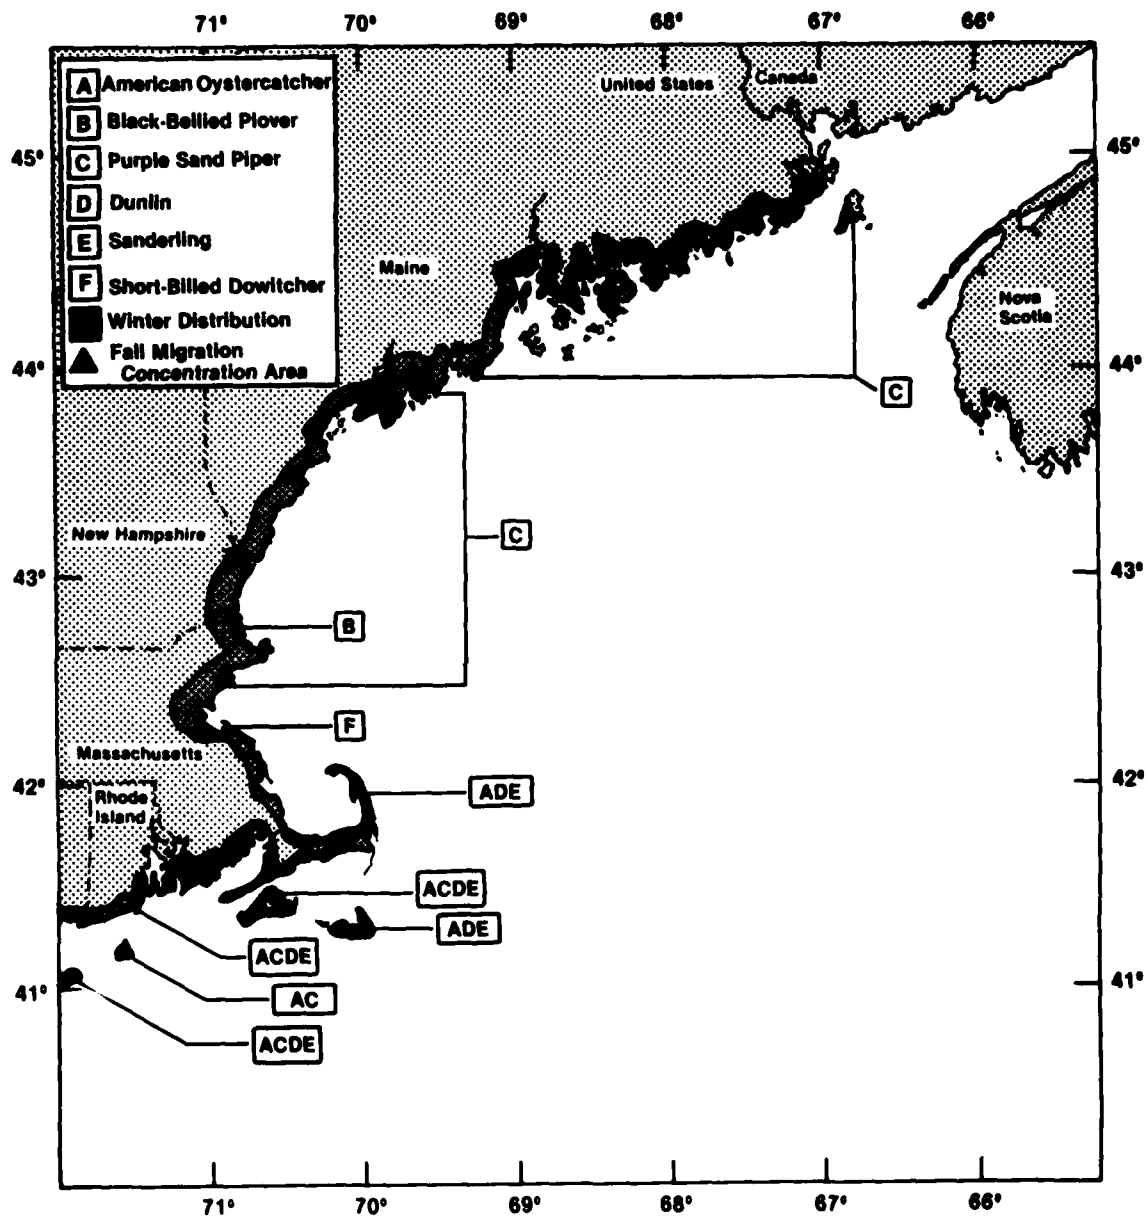 71° 70° 69° 68° 67° 66°
A American Oystercatcher
B Black-Bellied Plover
C Purple Sand Piper
D Dunlin
E Sanderling
F Short-Billed Dowitcher
Winter Distribution
Fall Migration
Concentration Area
United States
Canada
45°
45°
Maine
Nova
Scotia
44°
44°
C
New Hampshire
C
43°
43°
B
F
Massachusetts
42°
42°
Rhode
Island
ADE
ACDE
ADE
ACDE
41°
41°
AC
ACDE
71° 70° 69° 68° 67° 66°